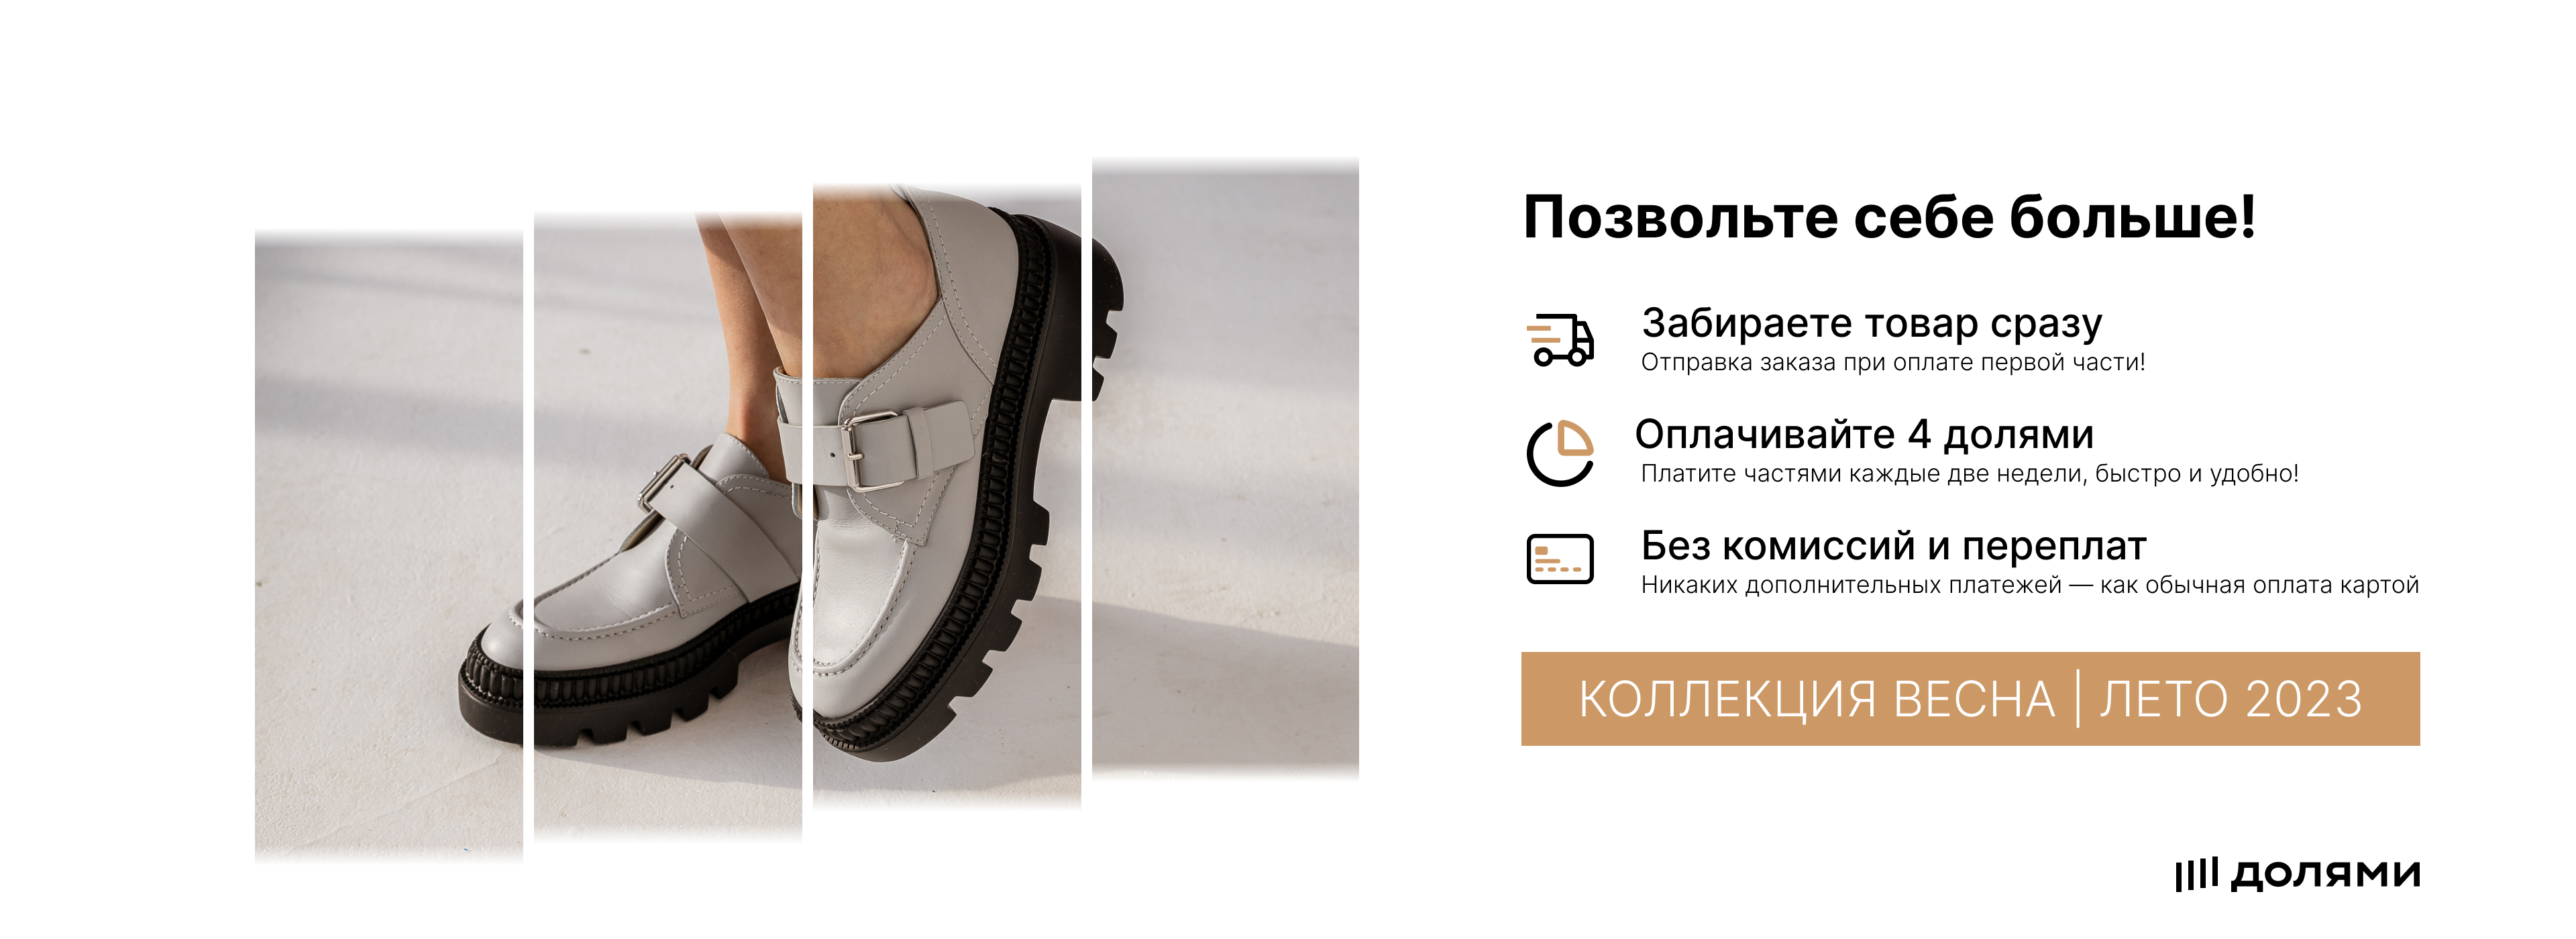 Позвольте себе больше!
Забираете товар сразу
Отправка заказа при оплате первой части!
Оплачивайте 4 долями
Платите частями каждые две недели, быстро и удобно!
Без комиссий и переплат
Никаких дополнительных платежей — как обычная оплата картой
КОЛЛЕКЦИЯ ВЕСНА | ЛЕТО 2023
долями